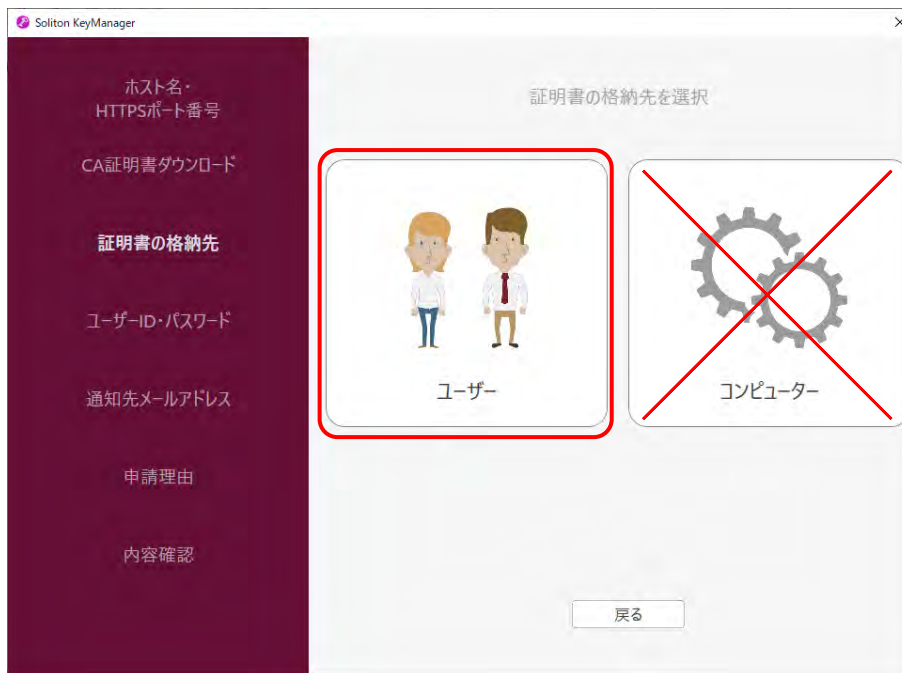 Soliton KeyManager
ホスト名・
HTTPSポート番号
CA証明書ダウンロード
証明書の格納先
ユーザーID・パスワード
通知先メールアドレス
申請理由
内容確認
証明書の格納先を選択
ユーザー
コンピューター
戻る